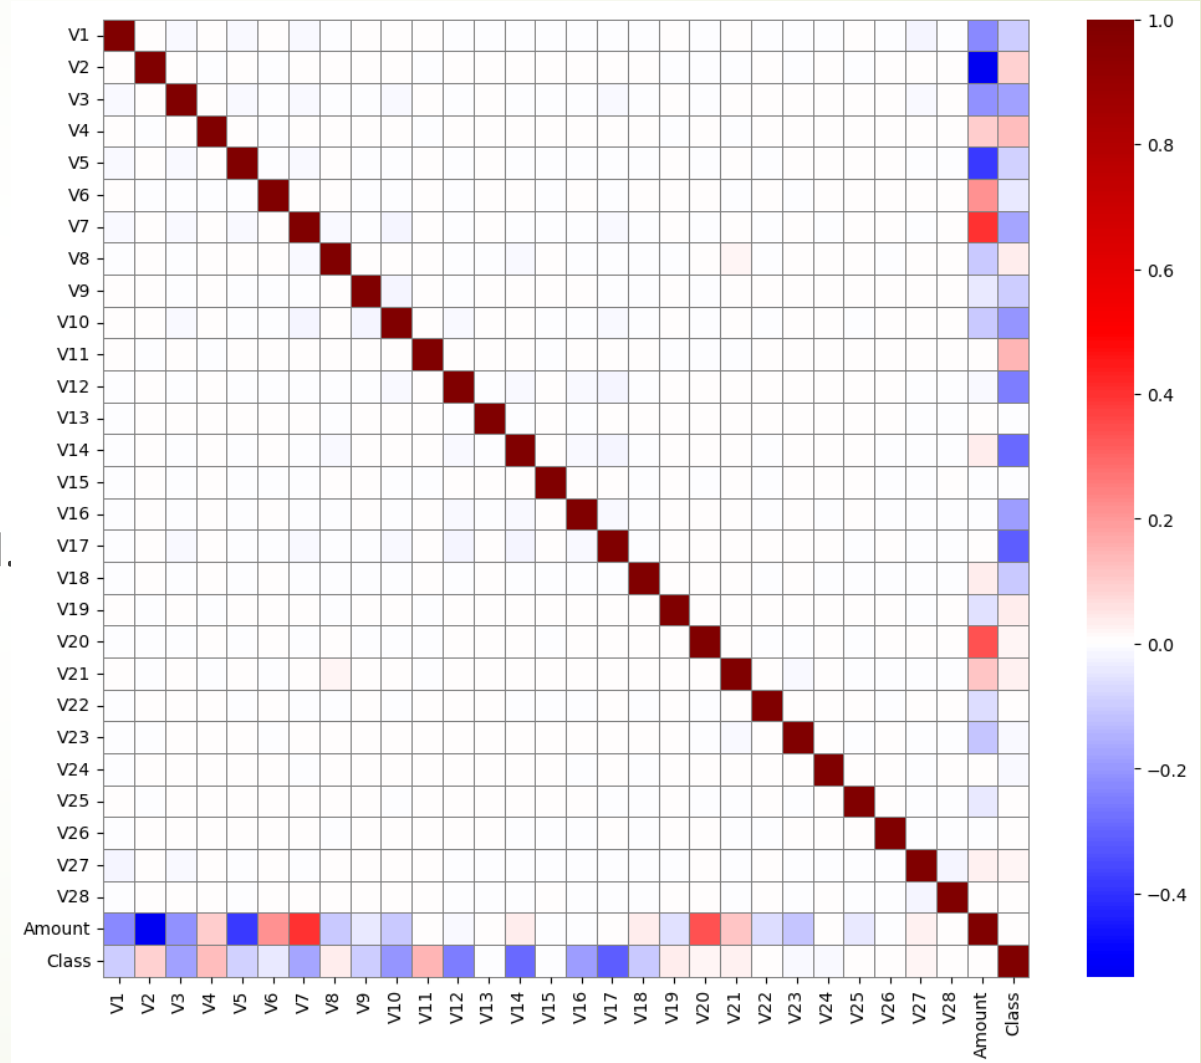 V1
V2
V3
V4
V5
V6
V7
V8
V9
V10
V11
V12
V13
V14
V15
V16
V17
V18
V19
V20
V21
V22
V23
V24
V25
V26
V27
V28
Amount
Class
V1 V2 V3 V4 V5 V6 V7 V8 V9 V10 V11 V12 V13 V14 V15 V16 V17 V18 V19 V20 V21 V22 V23 V24 V25 V26 V27 V28 Amount Class
1.0
0.8
0.6
0.4
0.2
0.0
−0.2
−0.4